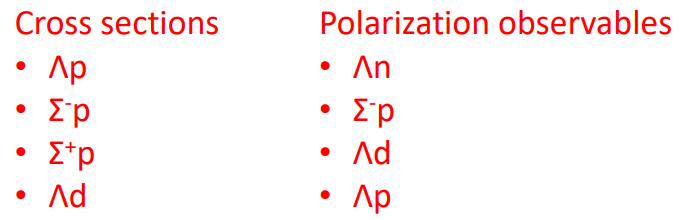 Cross sections
• Λp
• Σ⁻p
• Σ⁺p
• Λd
Polarization observables
• Λn
• Σ⁻p
• Λd
• Λp